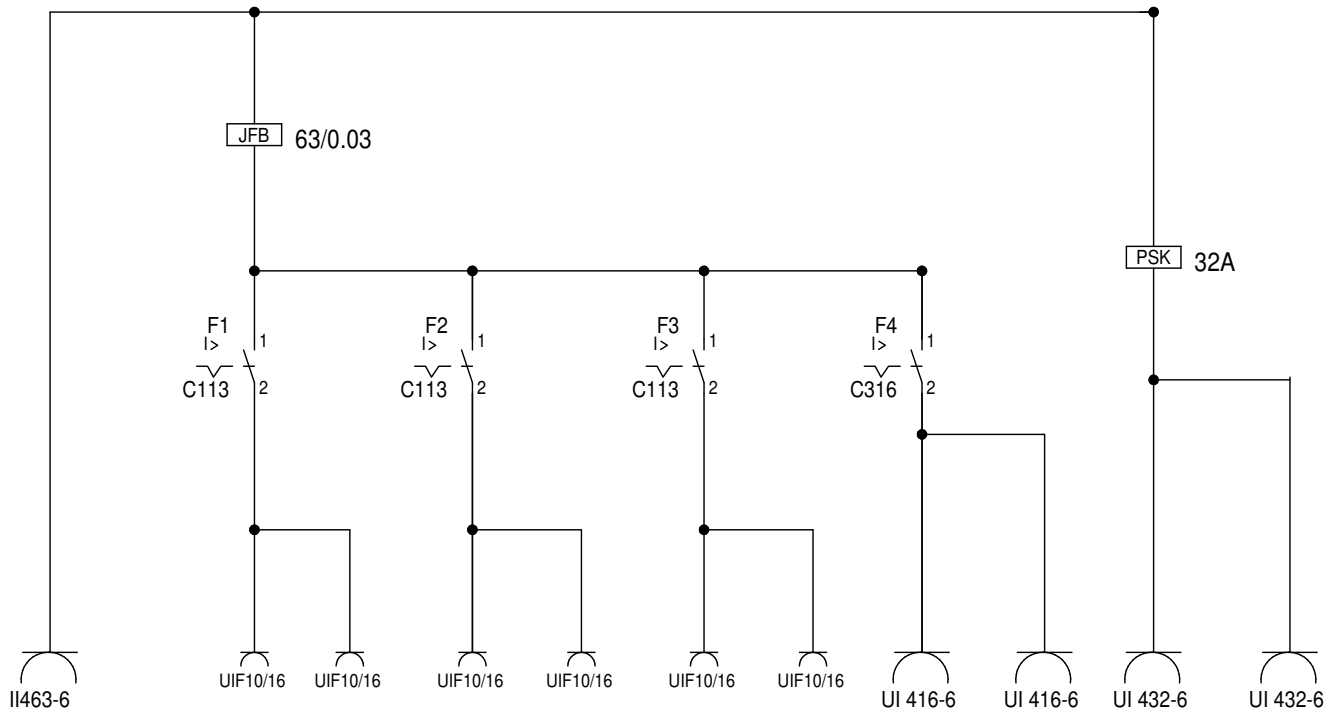 JFB 63/0.03
PSK 32A
F1 F2 F3 F4
I> 1 I> 1 I> 1 I> 1
C113 2 C113 2 C113 2 C316 2
II463-6 UIF10/16 UIF10/16 UIF10/16 UIF10/16 UIF10/16 UIF10/16 UI 416-6 UI 416-6 UI 432-6 UI 432-6